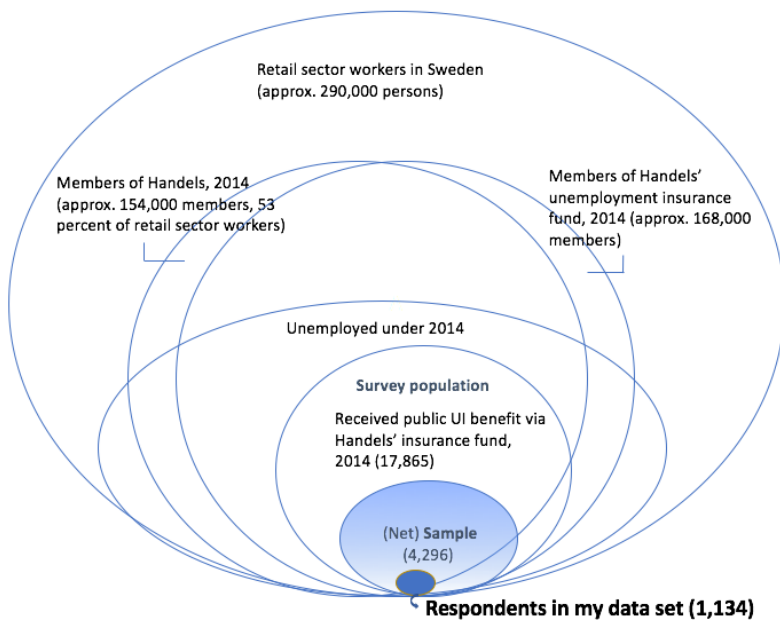 Retail sector workers in Sweden
(approx. 290,000 persons)
Members of Handels, 2014
(approx. 154,000 members, 53
percent of retail sector workers)
Members of Handels’
unemployment insurance
fund, 2014 (approx. 168,000
members)
Unemployed under 2014
Survey population
Received public UI benefit via
Handels’ insurance fund,
2014 (17,865)
(Net) Sample
(4,296)
Respondents in my data set (1,134)